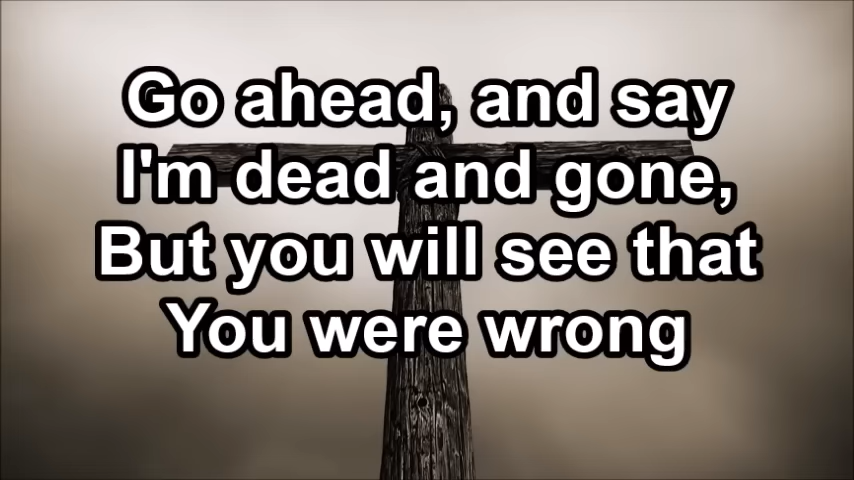 Go ahead, and say
I'm dead and gone,
But you will see that
You were wrong